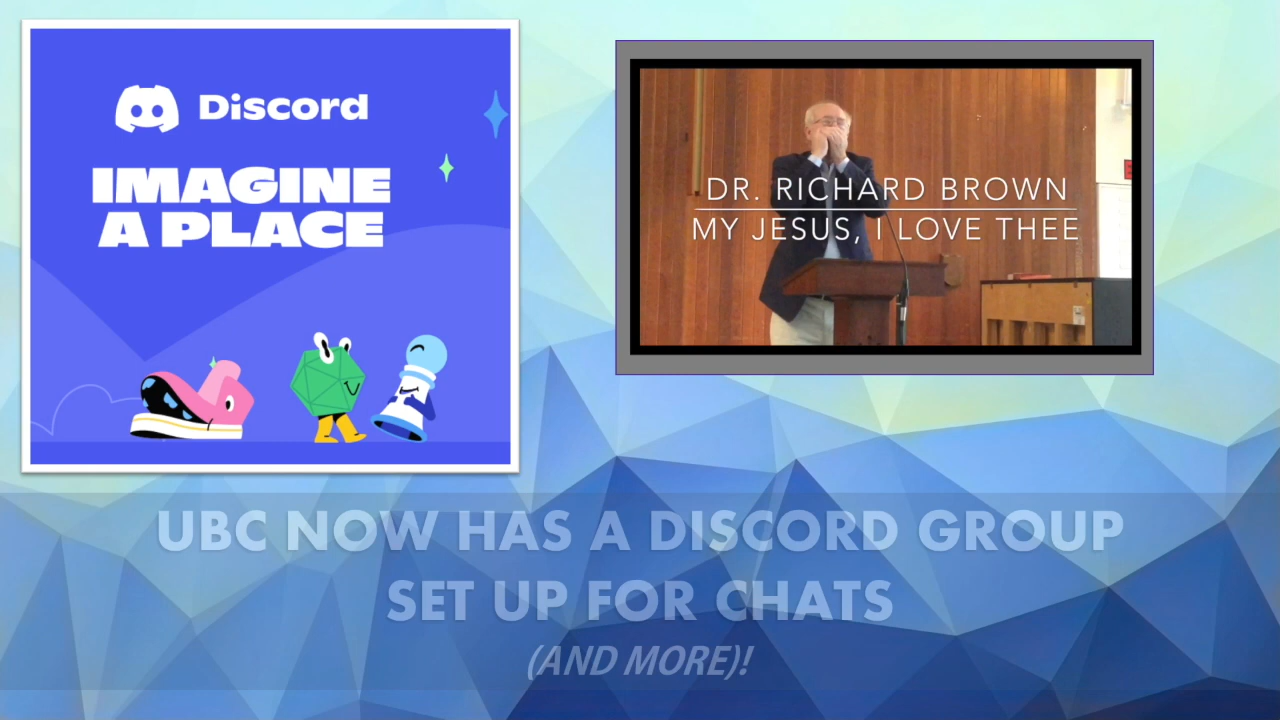 Discord
IMAGINE
A PLACE
DR. RICHARD BROWN
MY JESUS, I LOVE THEE
UBC NOW HAS A DISCORD GROUP
SET UP FOR CHATS
(AND MORE)!